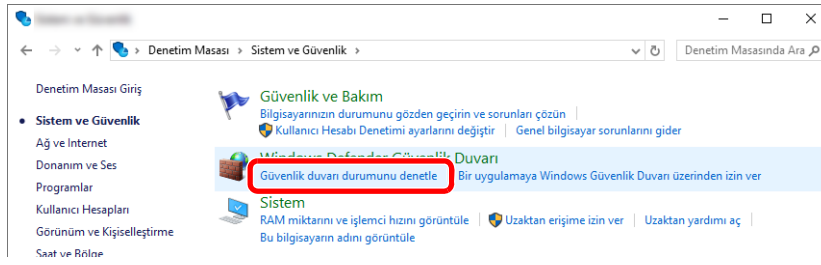 Denetim Masası > Sistem ve Güvenlik >
Denetim Masasında Ara
Denetim Masası Giriş
Sistem ve Güvenlik
Ağ ve Internet
Donanım ve Ses
Programlar
Kullanıcı Hesapları
Görünüm ve Kişiselleştirme
Saat ve Bölge
Güvenlik ve Bakım
Bilgisayarınızın durumunu gözden geçirin ve sorunları çözün
Kullanıcı Hesabı Denetimi ayarlarını değiştir
Genel bilgisayar sorunlarını gider
Windows Defender Güvenlik Duvarı
Güvenlik duvarı durumunu denetle
Bir uygulamaya Windows Güvenlik Duvarı üzerinden izin ver
Sistem
RAM miktarını ve işlemci hızını görüntüle
Uzaktan erişime izin ver
Uzaktan yardımı aç
Bu bilgisayarın adını görüntüle